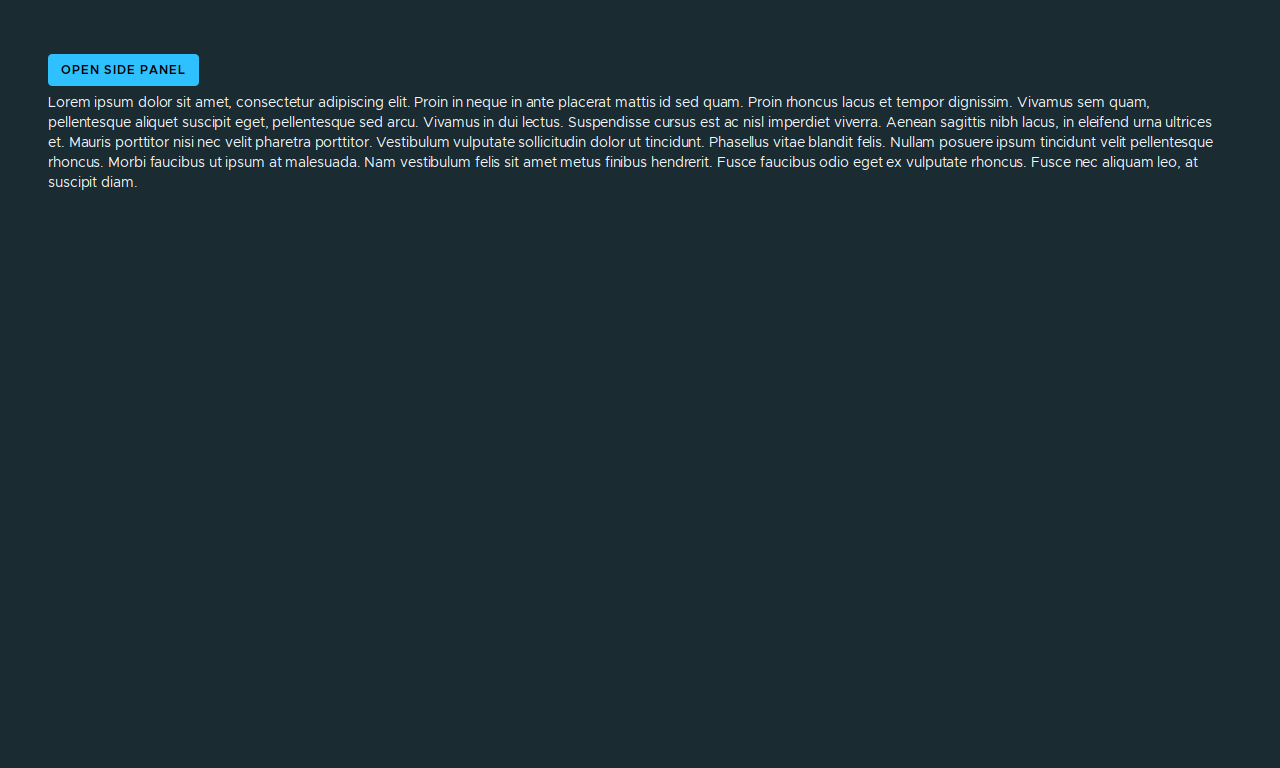 OPEN SIDE PANEL
Lorem ipsum dolor sit amet, consectetur adipiscing elit. Proin in neque in ante placerat mattis id sed quam. Proin rhoncus lacus et tempor dignissim. Vivamus sem quam,
pellentesque aliquet suscipit eget, pellentesque sed arcu. Vivamus in dui lectus. Suspendisse cursus est ac nisl imperdiet viverra. Aenean sagittis nibh lacus, in eleifend urna ultrices
et. Mauris porttitor nisi nec velit pharetra porttitor. Vestibulum vulputate sollicitudin dolor ut tincidunt. Phasellus vitae blandit felis. Nullam posuere ipsum tincidunt velit pellentesque
rhoncus. Morbi faucibus ut ipsum at malesuada. Nam vestibulum felis sit amet metus finibus hendrerit. Fusce faucibus odio eget ex vulputate rhoncus. Fusce nec aliquam leo, at
suscipit diam.